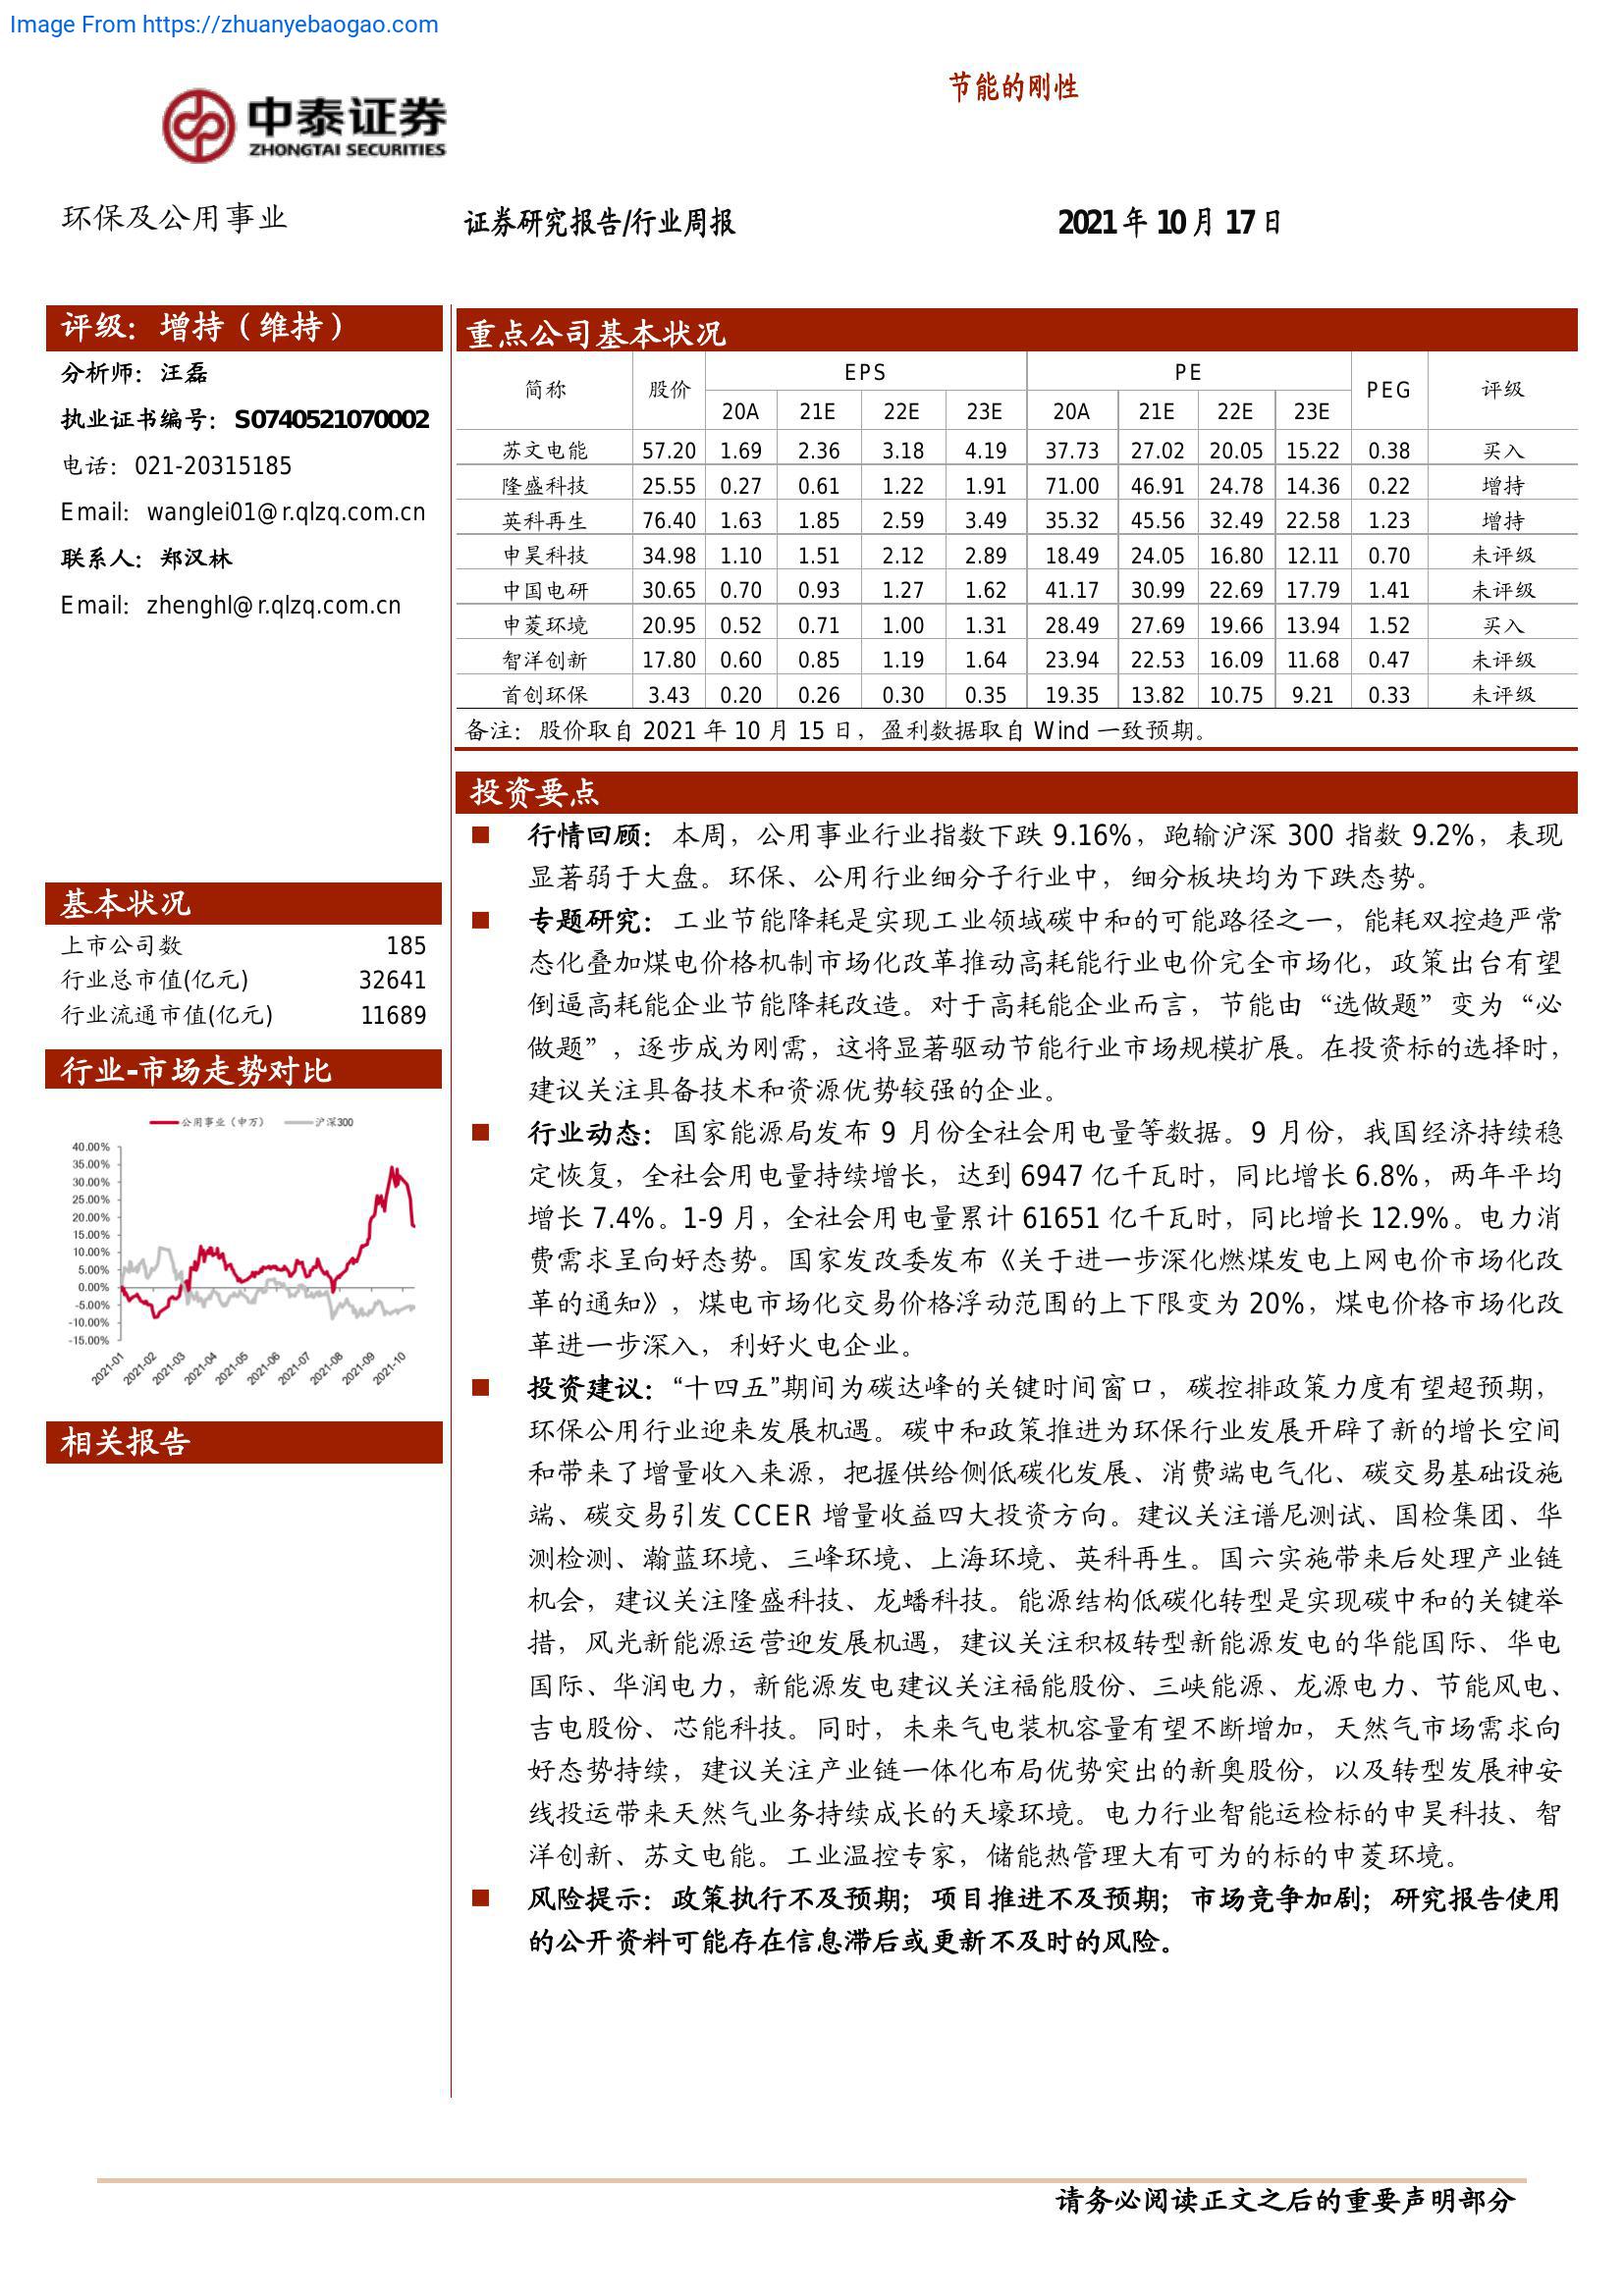 Image From https://zhuanyebaogao.com
节能的刚性
中泰证券
ZHONGTAI SECURITIES
环保及公用事业
证券研究报告/行业周报
2021 年 10 月 17 日
评级：增持（维持）
分析师：汪磊
执业证书编号：S0740521070002
电话：021-20315185
Email：wanglei01@r.qlzq.com.cn
联系人：郑汉林
Email：zhenghl@r.qlzq.com.cn
基本状况
上市公司数 185
行业总市值(亿元) 32641
行业流通市值(亿元) 11689
行业-市场走势对比
公用事业（申万） 沪深300
40.00%
35.00%
30.00%
25.00%
20.00%
15.00%
10.00%
5.00%
0.00%
-5.00%
-10.00%
-15.00%
2021-01 2021-02 2021-03 2021-04 2021-05 2021-06 2021-07 2021-08 2021-09 2021-10
相关报告
重点公司基本状况
简称 股价 EPS PE PEG 评级
20A 21E 22E 23E 20A 21E 22E 23E
苏文电能 57.20 1.69 2.36 3.18 4.19 37.73 27.02 20.05 15.22 0.38 买入
隆盛科技 25.55 0.27 0.61 1.22 1.91 71.00 46.91 24.78 14.36 0.22 增持
英科再生 76.40 1.63 1.85 2.59 3.49 35.32 45.56 32.49 22.58 1.23 增持
申昊科技 34.98 1.10 1.51 2.12 2.89 18.49 24.05 16.80 12.11 0.70 未评级
中国电研 30.65 0.70 0.93 1.27 1.62 41.17 30.99 22.69 17.79 1.41 未评级
申菱环境 20.95 0.52 0.71 1.00 1.31 28.49 27.69 19.66 13.94 1.52 买入
智洋创新 17.80 0.60 0.85 1.19 1.64 23.94 22.53 16.09 11.68 0.47 未评级
首创环保 3.43 0.20 0.26 0.30 0.35 19.35 13.82 10.75 9.21 0.33 未评级
备注：股价取自 2021 年 10 月 15 日，盈利数据取自 Wind 一致预期。
投资要点
■ 行情回顾：本周，公用事业行业指数下跌 9.16%，跑输沪深 300 指数 9.2%，表现
显著弱于大盘。环保、公用行业细分子行业中，细分板块均为下跌态势。
■ 专题研究：工业节能降耗是实现工业领域碳中和的可能路径之一，能耗双控趋严常
态化叠加煤电价格机制市场化改革推动高耗能行业电价完全市场化，政策出台有望
倒逼高耗能企业节能降耗改造。对于高耗能企业而言，节能由“选做题”变为“必
做题”，逐步成为刚需，这将显著驱动节能行业市场规模扩展。在投资标的选择时，
建议关注具备技术和资源优势较强的企业。
■ 行业动态：国家能源局发布 9 月份全社会用电量等数据。9 月份，我国经济持续稳
定恢复，全社会用电量持续增长，达到 6947 亿千瓦时，同比增长 6.8%，两年平均
增长 7.4%。1-9 月，全社会用电量累计 61651 亿千瓦时，同比增长 12.9%。电力消
费需求呈向好态势。国家发改委发布《关于进一步深化燃煤发电上网电价市场化改
革的通知》，煤电市场化交易价格浮动范围的上下限变为 20%，煤电价格市场化改
革进一步深入，利好火电企业。
■ 投资建议：“十四五”期间为碳达峰的关键时间窗口，碳控排政策力度有望超预期，
环保公用行业迎来发展机遇。碳中和政策推进为环保行业发展开辟了新的增长空间
和带来了增量收入来源，把握供给侧低碳化发展、消费端电气化、碳交易基础设施
端、碳交易引发 CCER 增量收益四大投资方向。建议关注谱尼测试、国检集团、华
测检测、瀚蓝环境、三峰环境、上海环境、英科再生。国六实施带来后处理产业链
机会，建议关注隆盛科技、龙蟠科技。能源结构低碳化转型是实现碳中和的关键举
措，风光新能源运营迎发展机遇，建议关注积极转型新能源发电的华能国际、华电
国际、华润电力，新能源发电建议关注福能股份、三峡能源、龙源电力、节能风电、
吉电股份、芯能科技。同时，未来气电装机容量有望不断增加，天然气市场需求向
好态势持续，建议关注产业链一体化布局优势突出的新奥股份，以及转型发展神安
线投运带来天然气业务持续成长的天壕环境。电力行业智能运检标的申昊科技、智
洋创新、苏文电能。工业温控专家，储能热管理大有可为的标的申菱环境。
■ 风险提示：政策执行不及预期；项目推进不及预期；市场竞争加剧；研究报告使用
的公开资料可能存在信息滞后或更新不及时的风险。
请务必阅读正文之后的重要声明部分